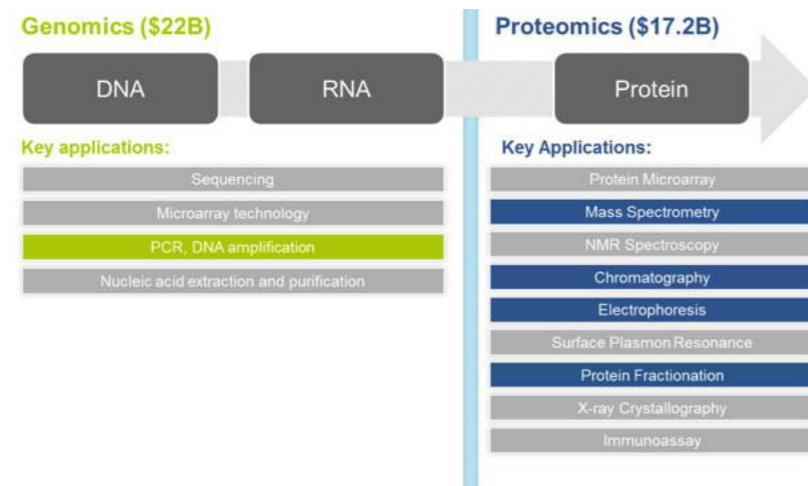 Genomics ($22B)
DNA
RNA
Key applications:
Sequencing
Microarray technology
PCR, DNA amplification
Nucleic acid extraction and purification
Proteomics ($17.2B)
Protein
Key Applications:
Protein Microarray
Mass Spectrometry
NMR Spectroscopy
Chromatography
Electrophoresis
Surface Plasmon Resonance
Protein Fractionation
X-ray Crystallography
Immunoassay